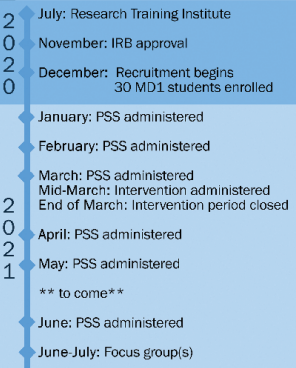 2020
July: Research Training Institute
November: IRB approval
December: Recruitment begins
30 MD1 students enrolled
2021
January: PSS administered
February: PSS administered
March: PSS administered
Mid-March: Intervention administered
End of March: Intervention period closed
April: PSS administered
May: PSS administered
** to come**
June: PSS administered
June-July: Focus group(s)